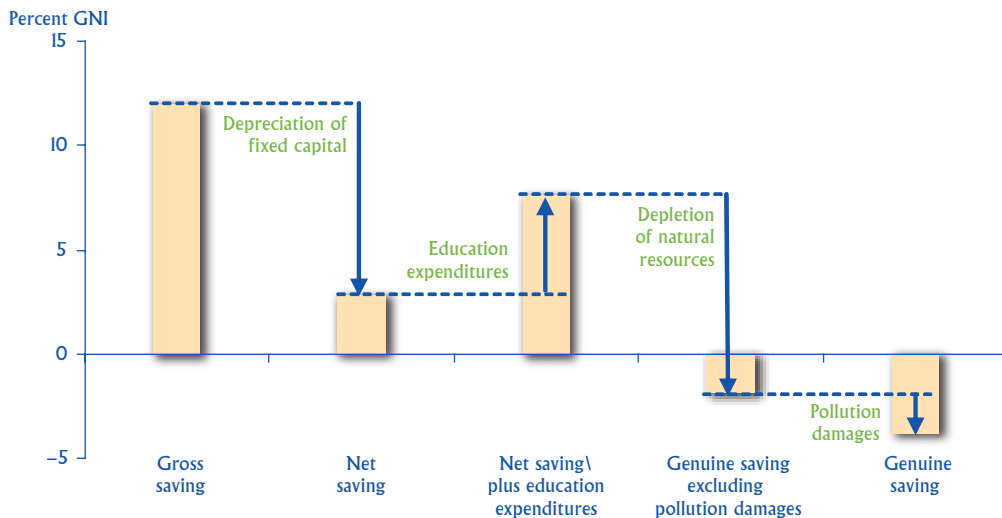 Percent GNI
15
10
5
0
–5
Depreciation of
fixed capital
Education
expenditures
Depletion
of natural
resources
Pollution
damages
Gross
saving
Net
saving
Net saving\
plus education
expenditures
Genuine saving
excluding
pollution damages
Genuine
saving